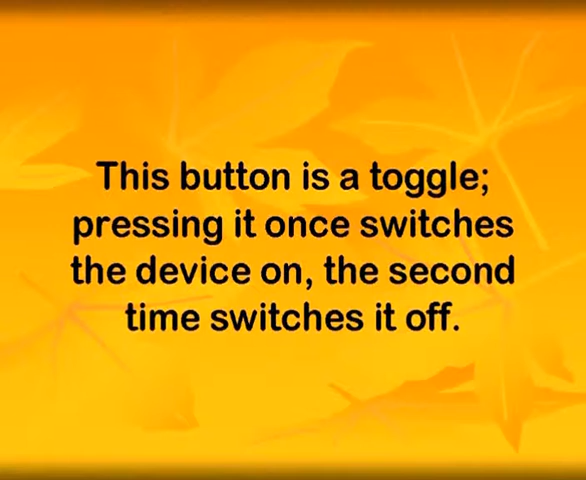 This button is a toggle;
pressing it once switches
the device on, the second
time switches it off.